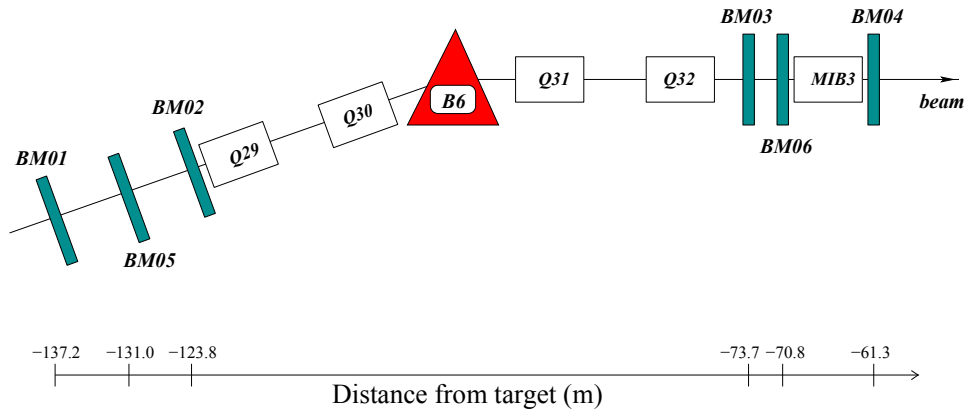 BM03
BM04
BM02
B6
Q31
Q32
MIB3
beam
Q30
Q29
BM01
BM06
BM05
−137.2
−131.0
−123.8
−73.7
−70.8
−61.3
Distance from target (m)